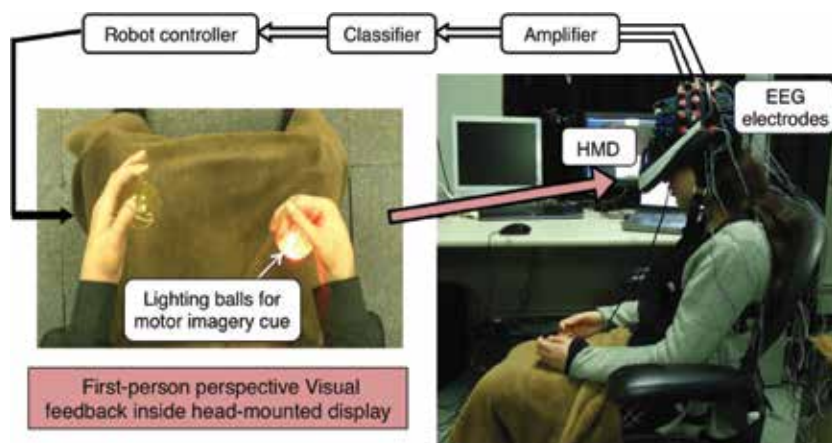 Robot controller
Classifier
Amplifier
EEG
electrodes
HMD
Lighting balls for
motor imagery cue
First-person perspective Visual
feedback inside head-mounted display